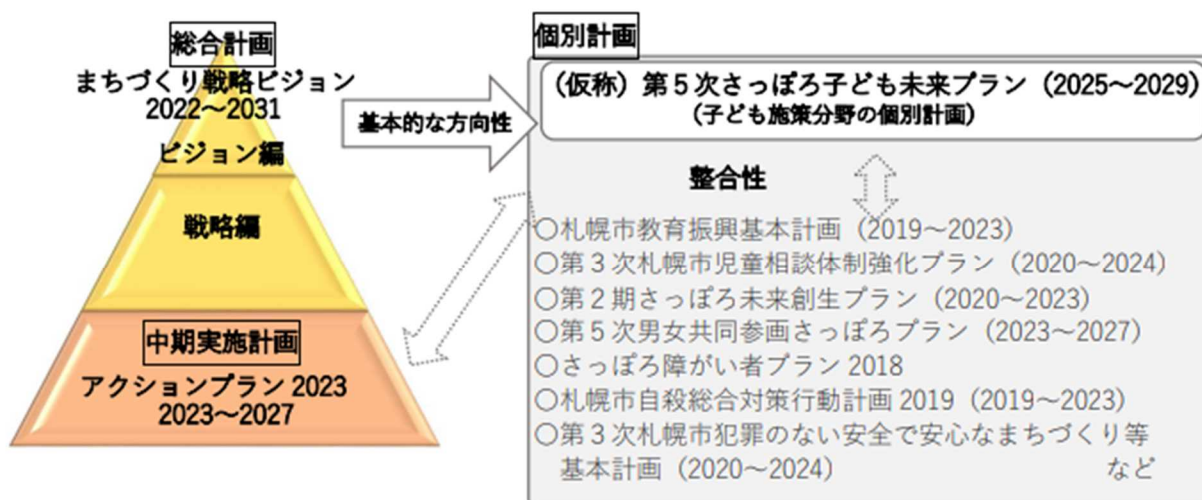 総合計画
まちづくり戦略ビジョン
2022～2031
ビジョン編
戦略編
中期実施計画
アクションプラン 2023
2023～2027
基本的な方向性
個別計画
（仮称）第５次さっぽろ子ども未来プラン（2025～2029）
（子ども施策分野の個別計画）
整合性
○札幌市教育振興基本計画（2019～2023）
○第３次札幌市児童相談体制強化プラン（2020～2024）
○第２期さっぽろ未来創生プラン（2020～2023）
○第５次男女共同参画さっぽろプラン（2023～2027）
○さっぽろ障がい者プラン 2018
○札幌市自殺総合対策行動計画 2019（2019～2023）
○第３次札幌市犯罪のない安全で安心なまちづくり等
基本計画（2020～2024） など